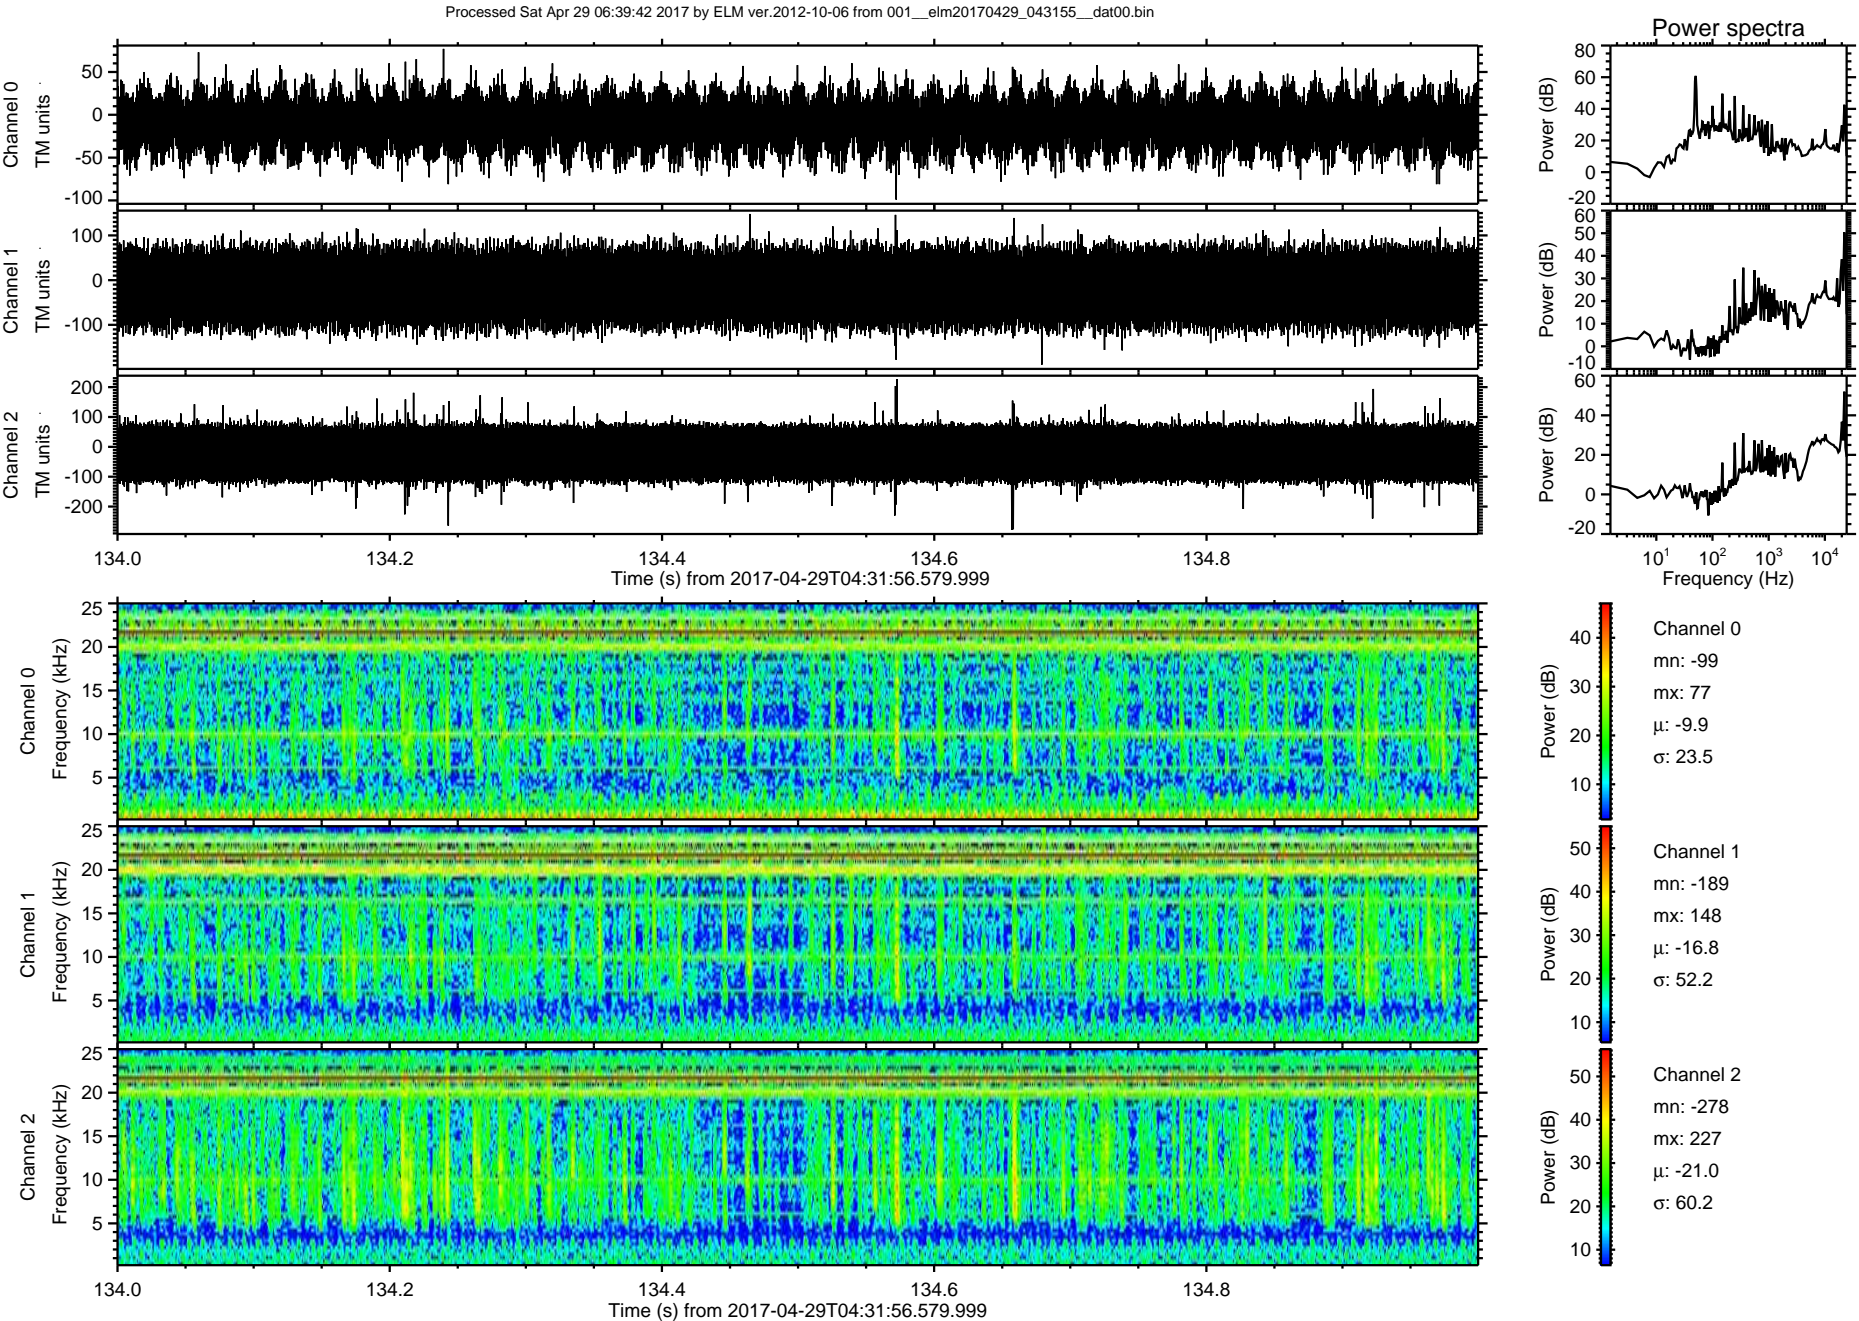 Processed Sat Apr 29 06:39:42 2017 by ELM ver.2012-10-06 from 001__elm20170429_043155__dat00.bin
Power spectra
Channel 0
TM units
50
0
-50
-100
Power (dB)
80
60
40
20
0
-20
Channel 1
TM units
100
0
-100
Power (dB)
60
50
40
30
20
10
0
-10
Channel 2
TM units
200
100
0
-100
-200
Power (dB)
60
40
20
0
-20
134.0 134.2 134.4 134.6 134.8
Time (s) from 2017-04-29T04:31:56.579.999
10^1 10^2 10^3 10^4
Frequency (Hz)
Channel 0
Frequency (kHz)
25
20
15
10
5
Power (dB)
40
30
20
10
Channel 0
mn: -99
mx: 77
μ: -9.9
σ: 23.5
Channel 1
Frequency (kHz)
25
20
15
10
5
Power (dB)
50
40
30
20
10
Channel 1
mn: -189
mx: 148
μ: -16.8
σ: 52.2
Channel 2
Frequency (kHz)
25
20
15
10
5
Power (dB)
50
40
30
20
10
Channel 2
mn: -278
mx: 227
μ: -21.0
σ: 60.2
134.0 134.2 134.4 134.6 134.8
Time (s) from 2017-04-29T04:31:56.579.999